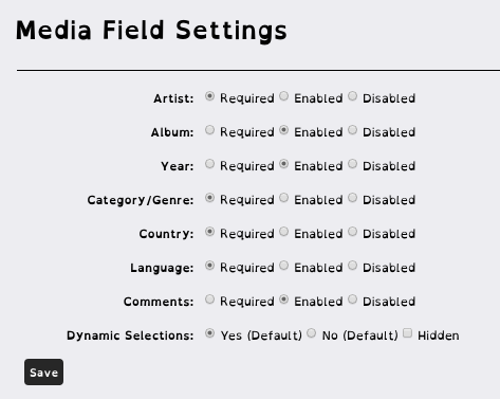 Media Field Settings
Artist: Required Enabled Disabled
Album: Required Enabled Disabled
Year: Required Enabled Disabled
Category/Genre: Required Enabled Disabled
Country: Required Enabled Disabled
Language: Required Enabled Disabled
Comments: Required Enabled Disabled
Dynamic Selections: Yes (Default) No (Default) Hidden
Save